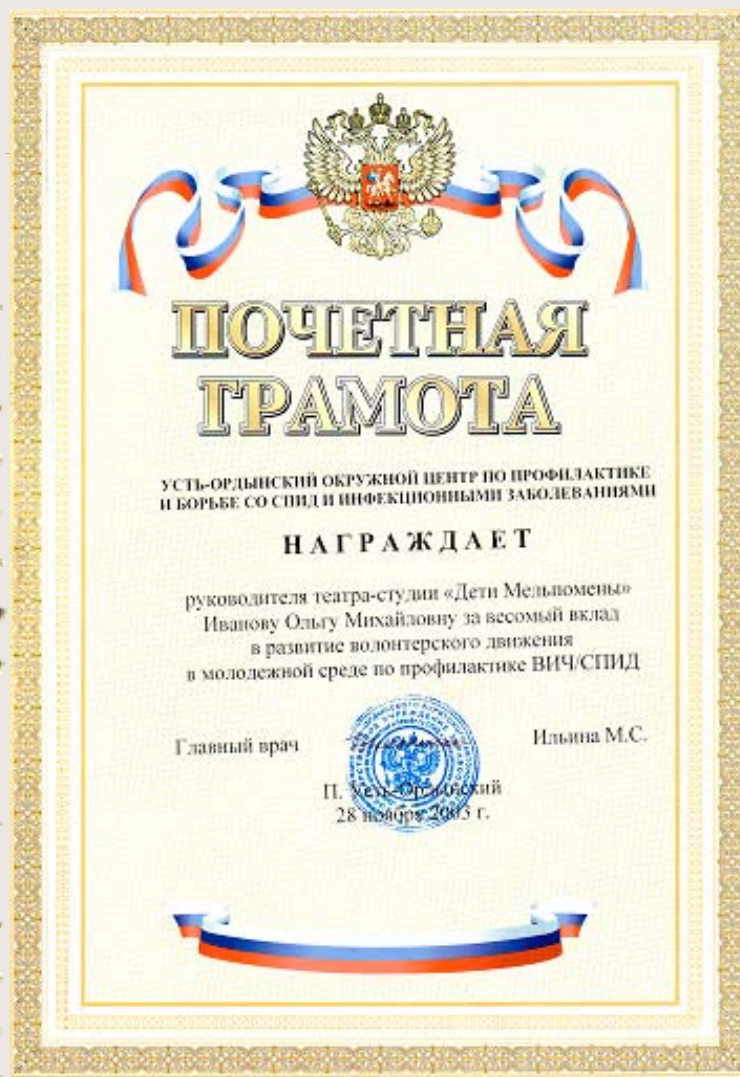 ПОЧЕТНАЯ
ГРАМОТА
УСТЬ-ОРДЫНСКИЙ ОКРУЖНОЙ ЦЕНТР ПО ПРОФИЛАКТИКЕ
И БОРЬБЕ СО СПИД И ИНФЕКЦИОННЫМИ ЗАБОЛЕВАНИЯМИ
НАГРАЖДАЕТ
руководителя театра-студии «Дети Мельпомены»
Иванову Ольгу Михайловну за весомый вклад
в развитие волонтерского движения
в молодежной среде по профилактике ВИЧ/СПИД
Главный врач Ильина М.С.
П. Усть-Ордынский
28 ноября 2003 г.